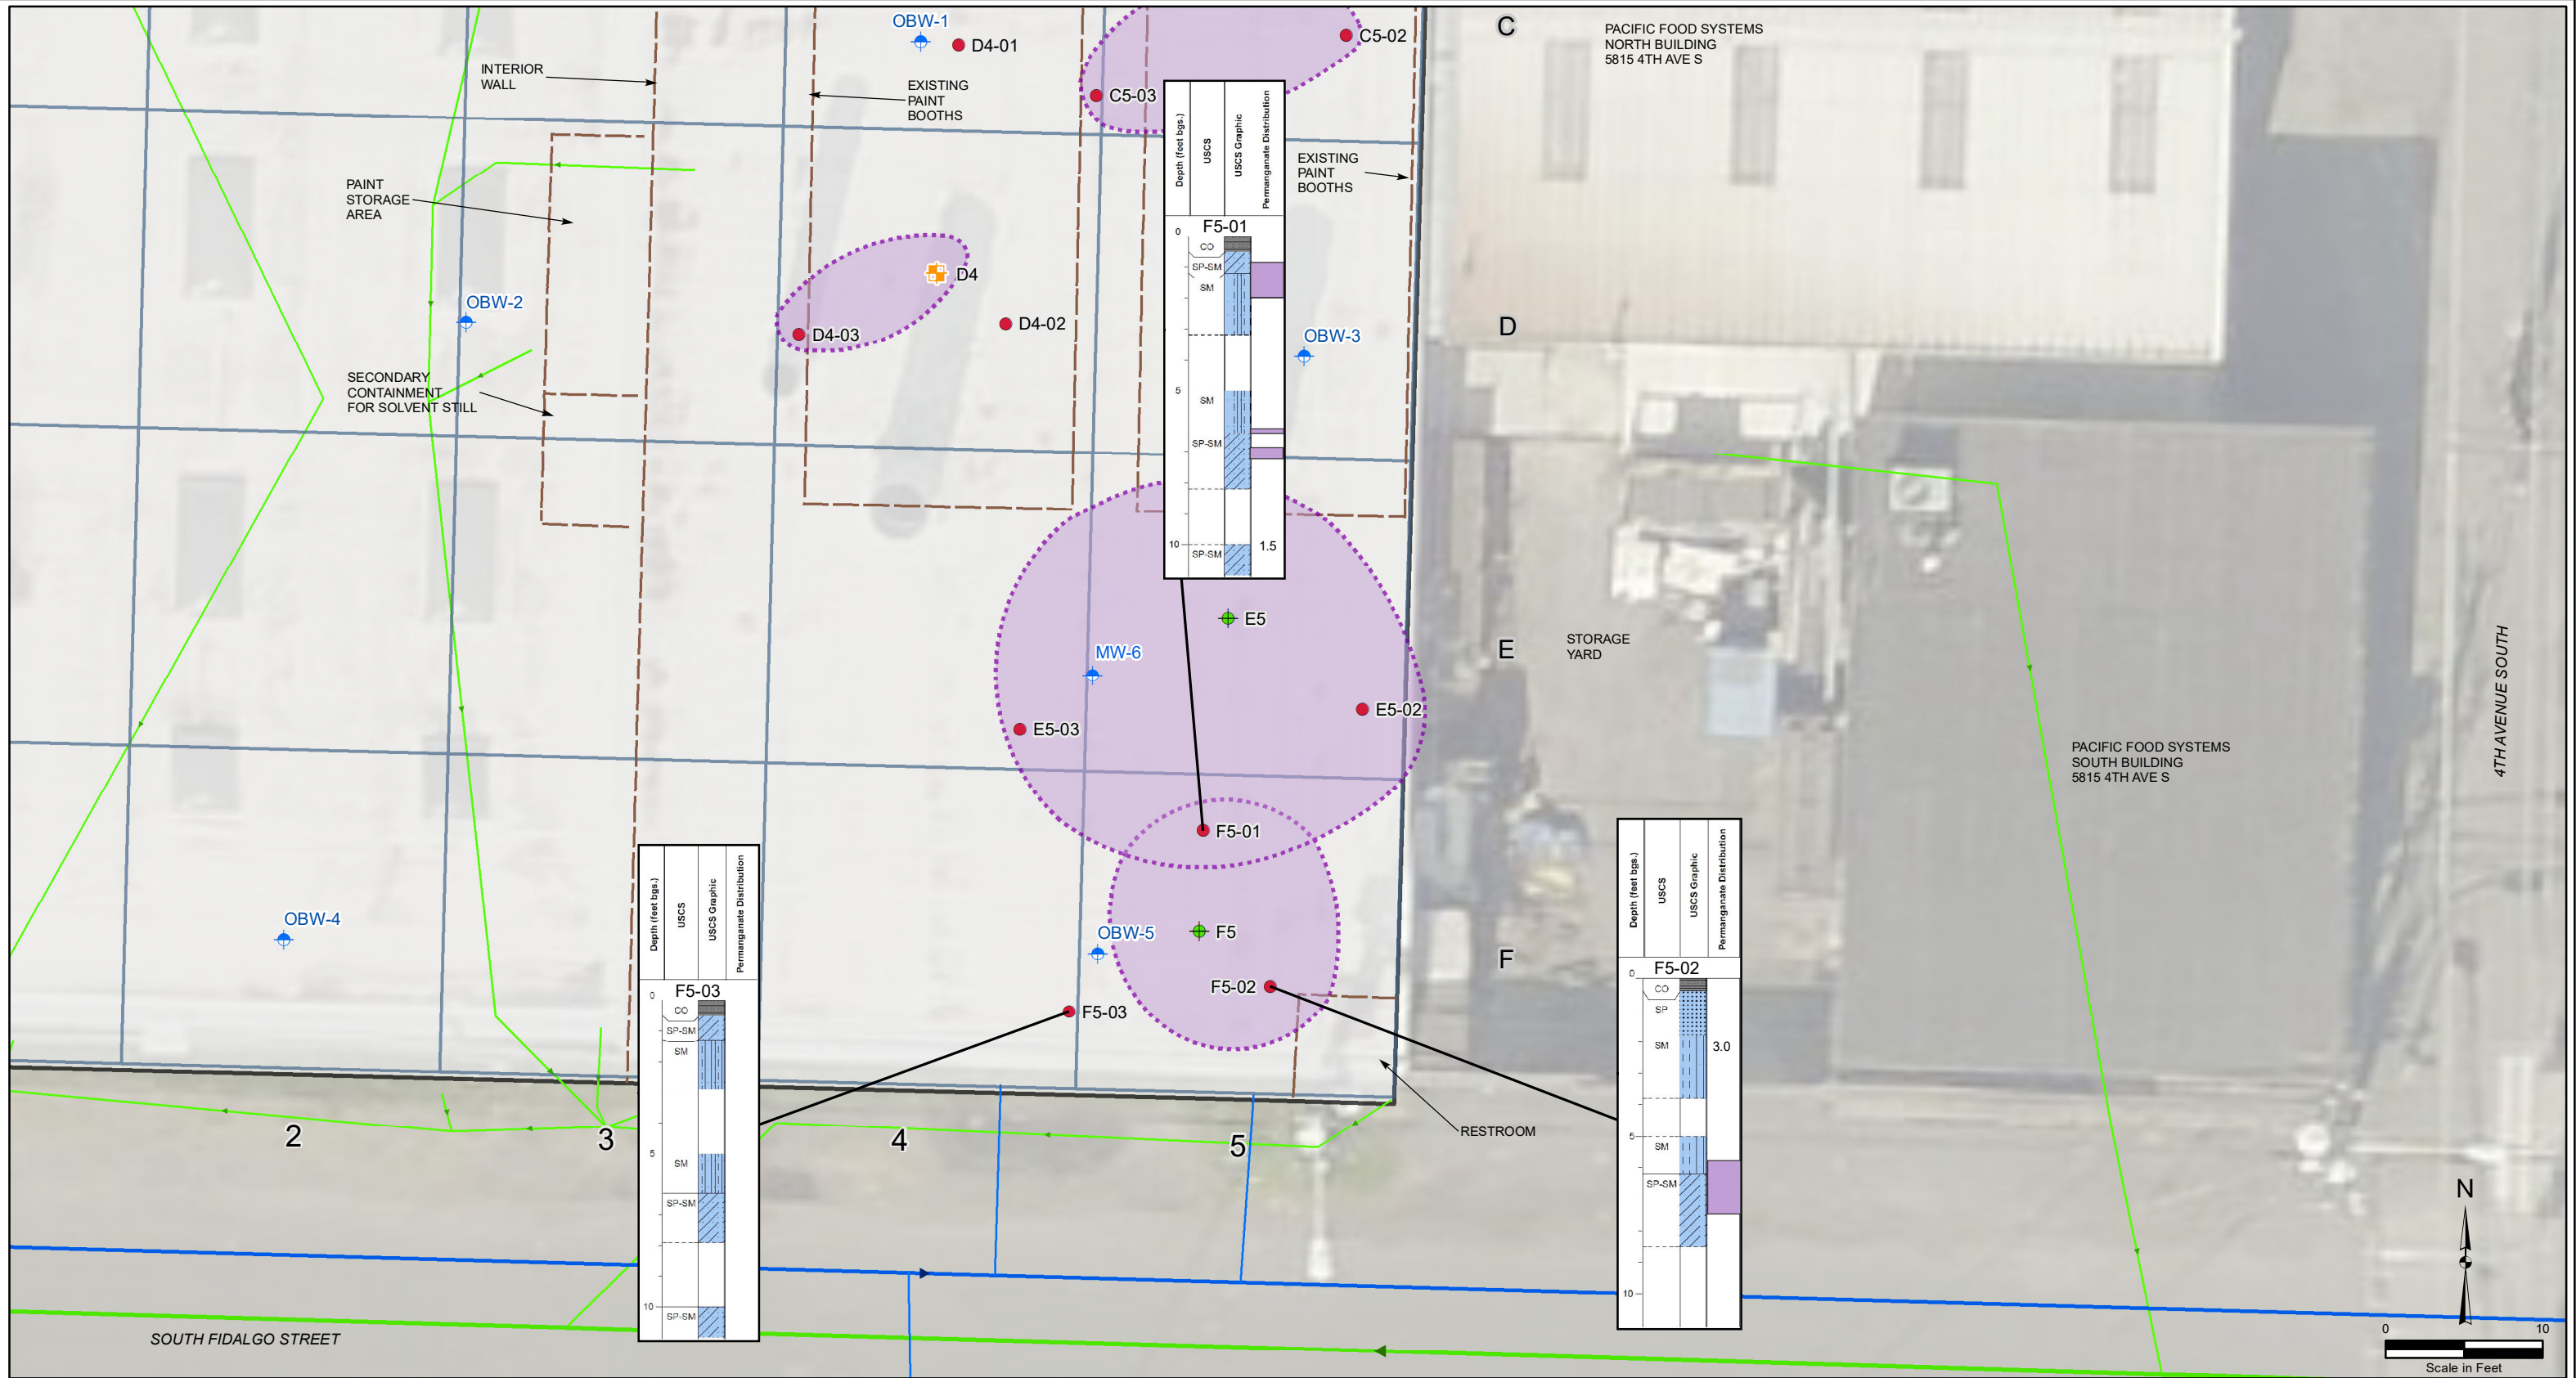 OBW-1
D4-01
C5-02
C
PACIFIC FOOD SYSTEMS
NORTH BUILDING
5815 4TH AVE S
INTERIOR
WALL
EXISTING
PAINT
BOOTHS
C5-03
EXISTING
PAINT
BOOTHS
PAINT
STORAGE
AREA
Depth (feet bgs.)
USCS
USCS Graphic
Permanganate Distribution
F5-01
0
CO
SP-SM
SM
5
SM
SP-SM
10
SP-SM
1.5
D4
OBW-2
D4-02
D4-03
OBW-3
D
SECONDARY
CONTAINMENT
FOR SOLVENT STILL
E5
MW-6
E5-02
E5-03
E
STORAGE
YARD
4TH AVENUE SOUTH
PACIFIC FOOD SYSTEMS
SOUTH BUILDING
5815 4TH AVE S
F5-01
OBW-4
OBW-5
F5
F5-02
F5-03
F
Depth (feet bgs.)
USCS
USCS Graphic
Permanganate Distribution
F5-03
0
CO
SP-SM
SM
5
SM
SP-SM
10
SP-SM
Depth (feet bgs.)
USCS
USCS Graphic
Permanganate Distribution
F5-02
0
CO
SP
SM
3.0
5
SM
SP-SM
10
2
3
4
5
RESTROOM
SOUTH FIDALGO STREET
N
0
10
Scale in Feet